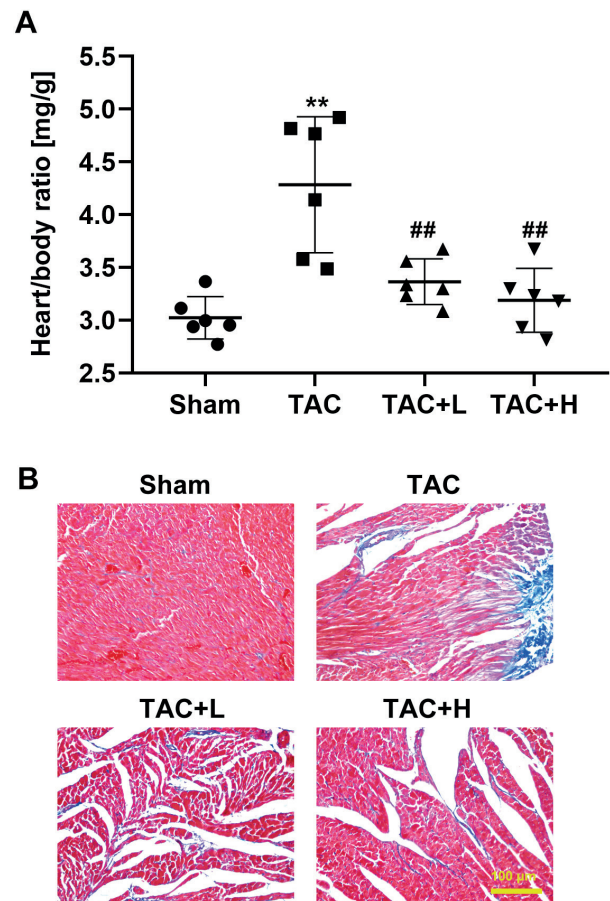 A
Heart/body ratio [mg/g]
5.5
5.0
4.5
4.0
3.5
3.0
2.5
**
##
##
Sham TAC TAC+L TAC+H
B
Sham TAC
TAC+L TAC+H
100 μm